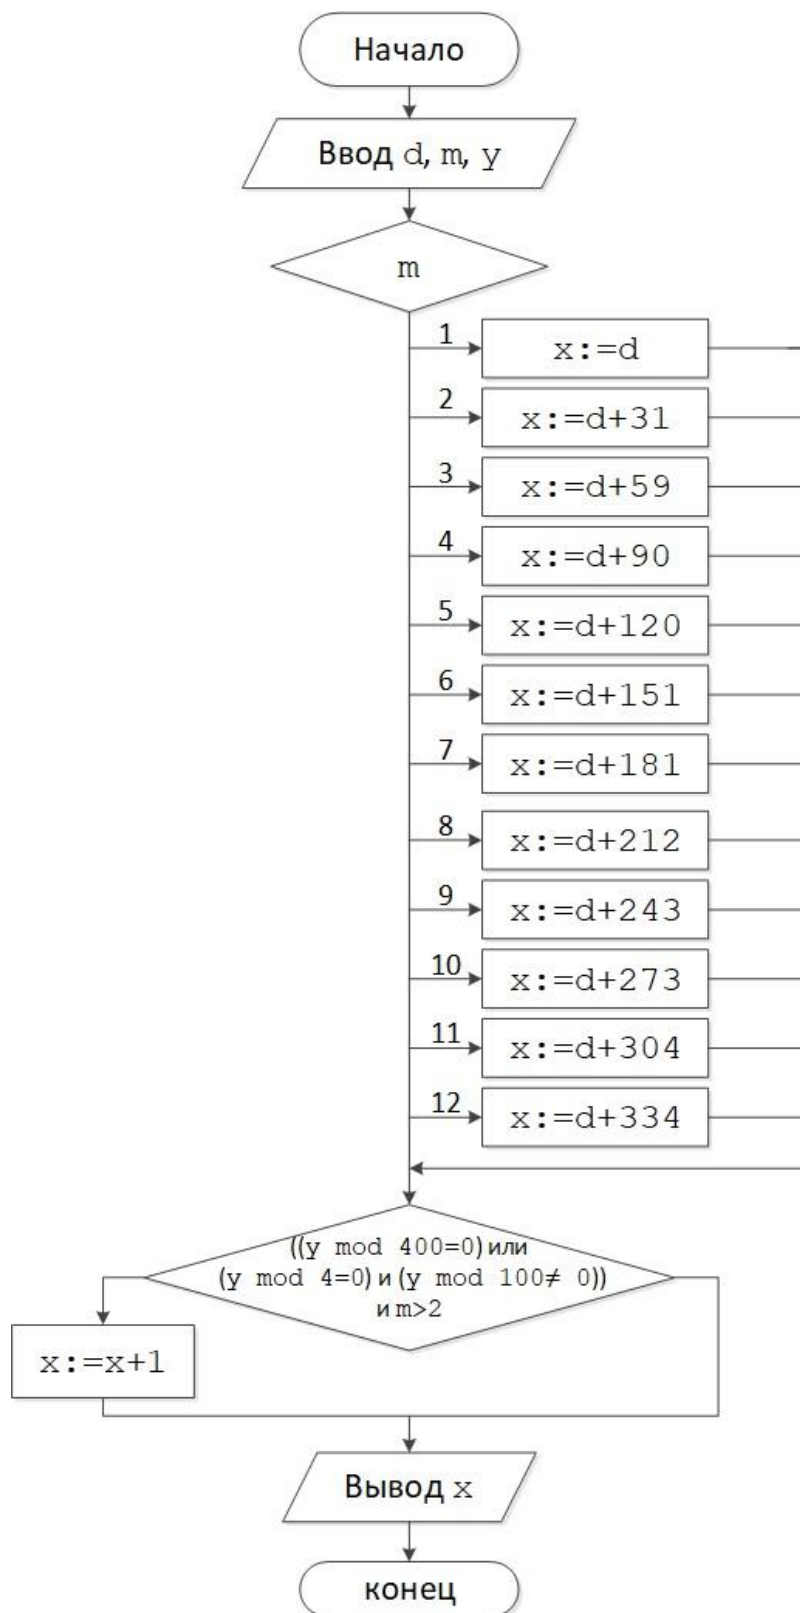 Начало
Ввод d, m, y
m
1
x:=d
2
x:=d+31
3
x:=d+59
4
x:=d+90
5
x:=d+120
6
x:=d+151
7
x:=d+181
8
x:=d+212
9
x:=d+243
10
x:=d+273
11
x:=d+304
12
x:=d+334
((y mod 400=0) или
(y mod 4=0) и (y mod 100≠ 0))
и m>2
x:=x+1
Вывод x
конец